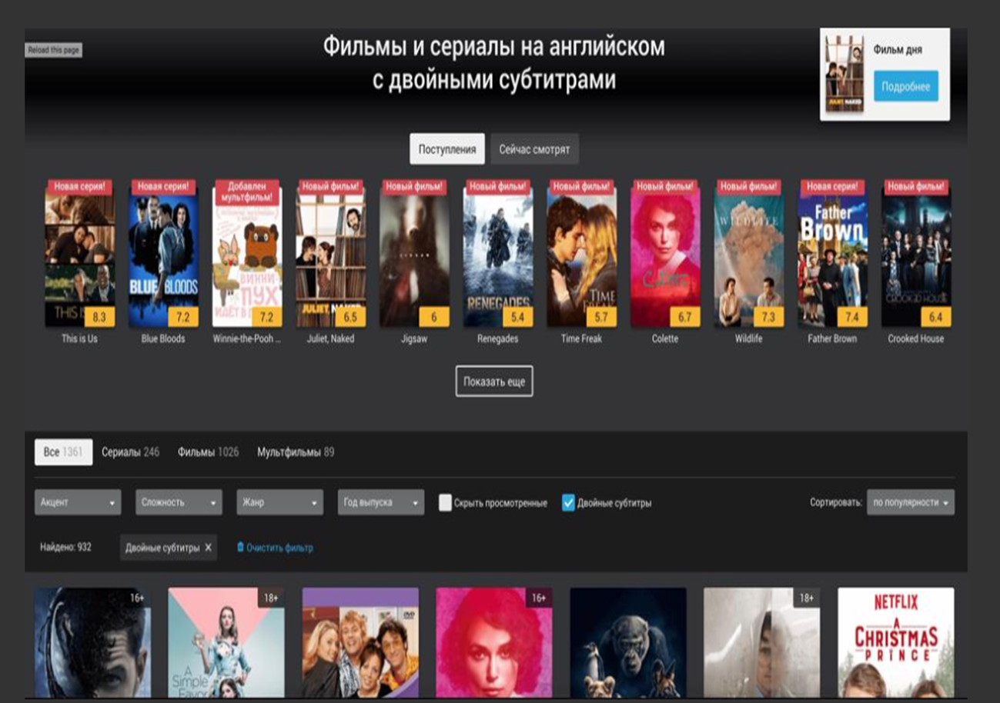 Reload this page
Фильмы и сериалы на английском
с двойными субтитрами
Фильм дня
Подробнее
JULIET, NAKED
Поступления
Сейчас смотрят
Новая серия!
Новая серия!
Добавлен
мультфильм!
Новый фильм!
Новый фильм!
Новый фильм!
Новый фильм!
Новый фильм!
Новый фильм!
Новая серия!
Новый фильм!
THIS
8.3
BLUE BLOODS
7.2
ВИННИ-
ПУХ
ИДЁТ В
7.2
JULIET,
6.5
JIGSAW
6
RENEGADES
5.4
TIME
FREAK
5.7
Colette
6.7
WILDLIFE
7.3
Father
Brown
7.4
CROOKED HOUSE
6.4
This is Us
Blue Bloods
Winnie-the-Pooh ...
Juliet, Naked
Jigsaw
Renegades
Time Freak
Colette
Wildlife
Father Brown
Crooked House
Показать еще
Все 1361
Сериалы 246
Фильмы 1026
Мультфильмы 89
Акцент
Сложность
Жанр
Год выпуска
Скрыть просмотренные
Двойные субтитры
Сортировать:
по популярности
Найдено: 932
Двойные субтитры X
Очистить фильтр
16+
18+
A
Simple
Favor
DVD
16+
18+
NETFLIX
A
CHRISTMAS
PRINCE